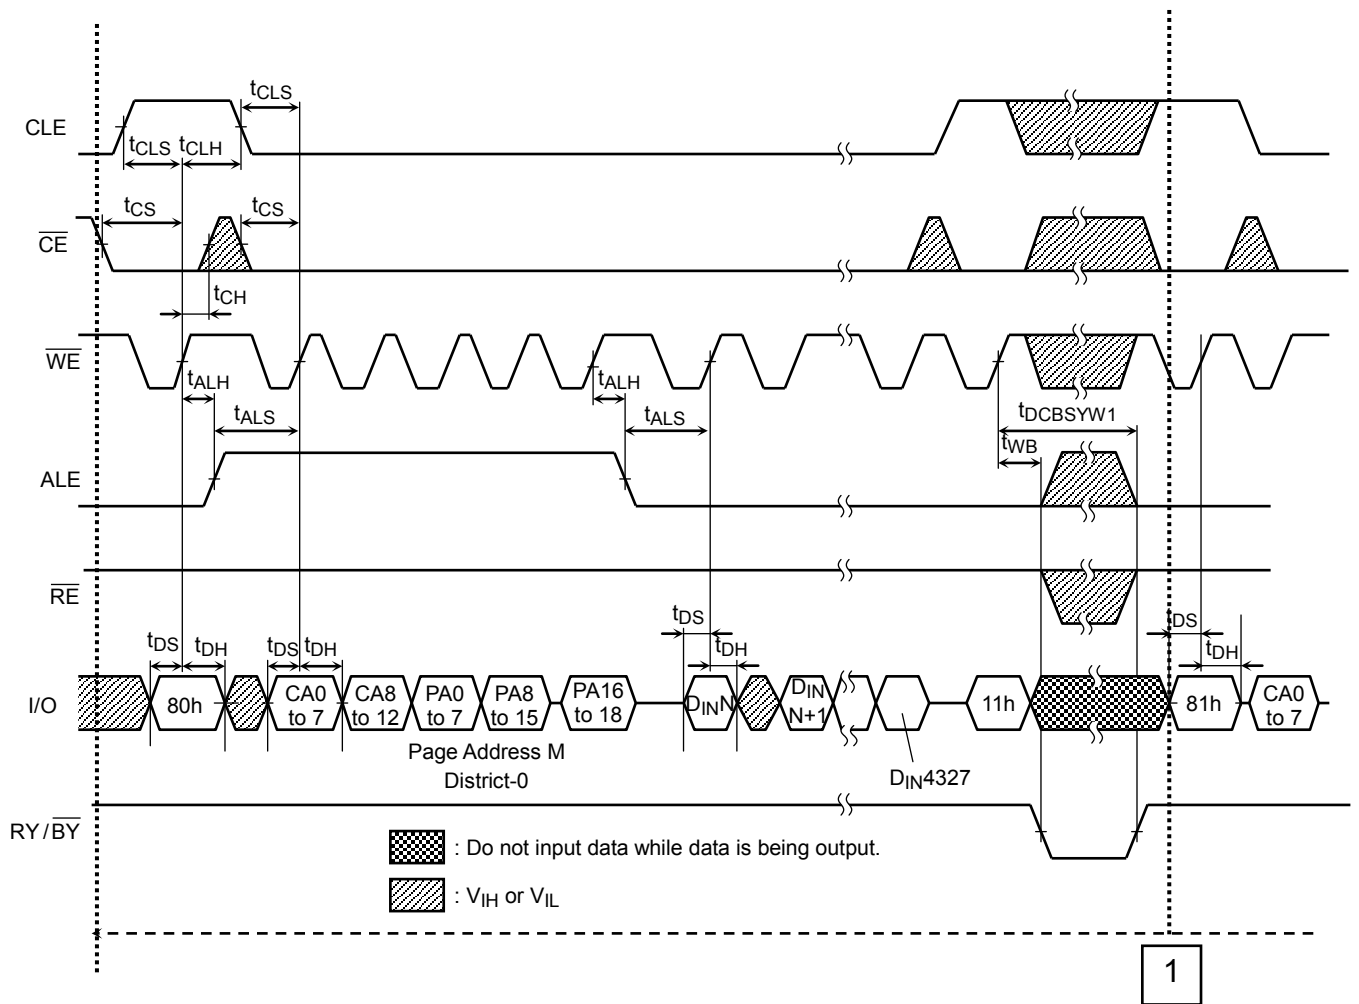 tCLS
CLE
tCLS tCLH
tCS tCS
CE
tCH
WE
tALH tALH
tALS tALS tDCBSYW1
tWB
ALE
RE
tDS tDH tDS tDH tDS tDH tDS tDH
I/O
80h
CA0 to 7
CA8 to 12
PA0 to 7
PA8 to 15
PA16 to 18
DINN
DIN N+1
11h
81h
CA0 to 7
Page Address M
District-0
DIN4327
RY/BY
: Do not input data while data is being output.
: VIH or VIL
1